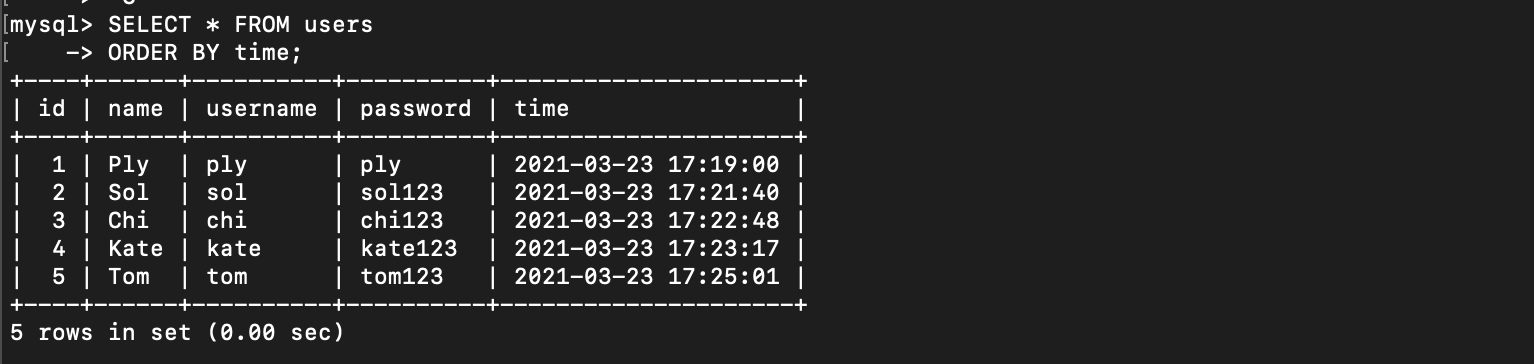 mysql> SELECT * FROM users
    -> ORDER BY time;
+----+------+----------+----------+---------------------+
| id | name | username | password | time                |
+----+------+----------+----------+---------------------+
|  1 | Ply  | ply      | ply      | 2021-03-23 17:19:00 |
|  2 | Sol  | sol      | sol123   | 2021-03-23 17:21:40 |
|  3 | Chi  | chi      | chi123   | 2021-03-23 17:22:48 |
|  4 | Kate | kate     | kate123  | 2021-03-23 17:23:17 |
|  5 | Tom  | tom      | tom123   | 2021-03-23 17:25:01 |
+----+------+----------+----------+---------------------+
5 rows in set (0.00 sec)